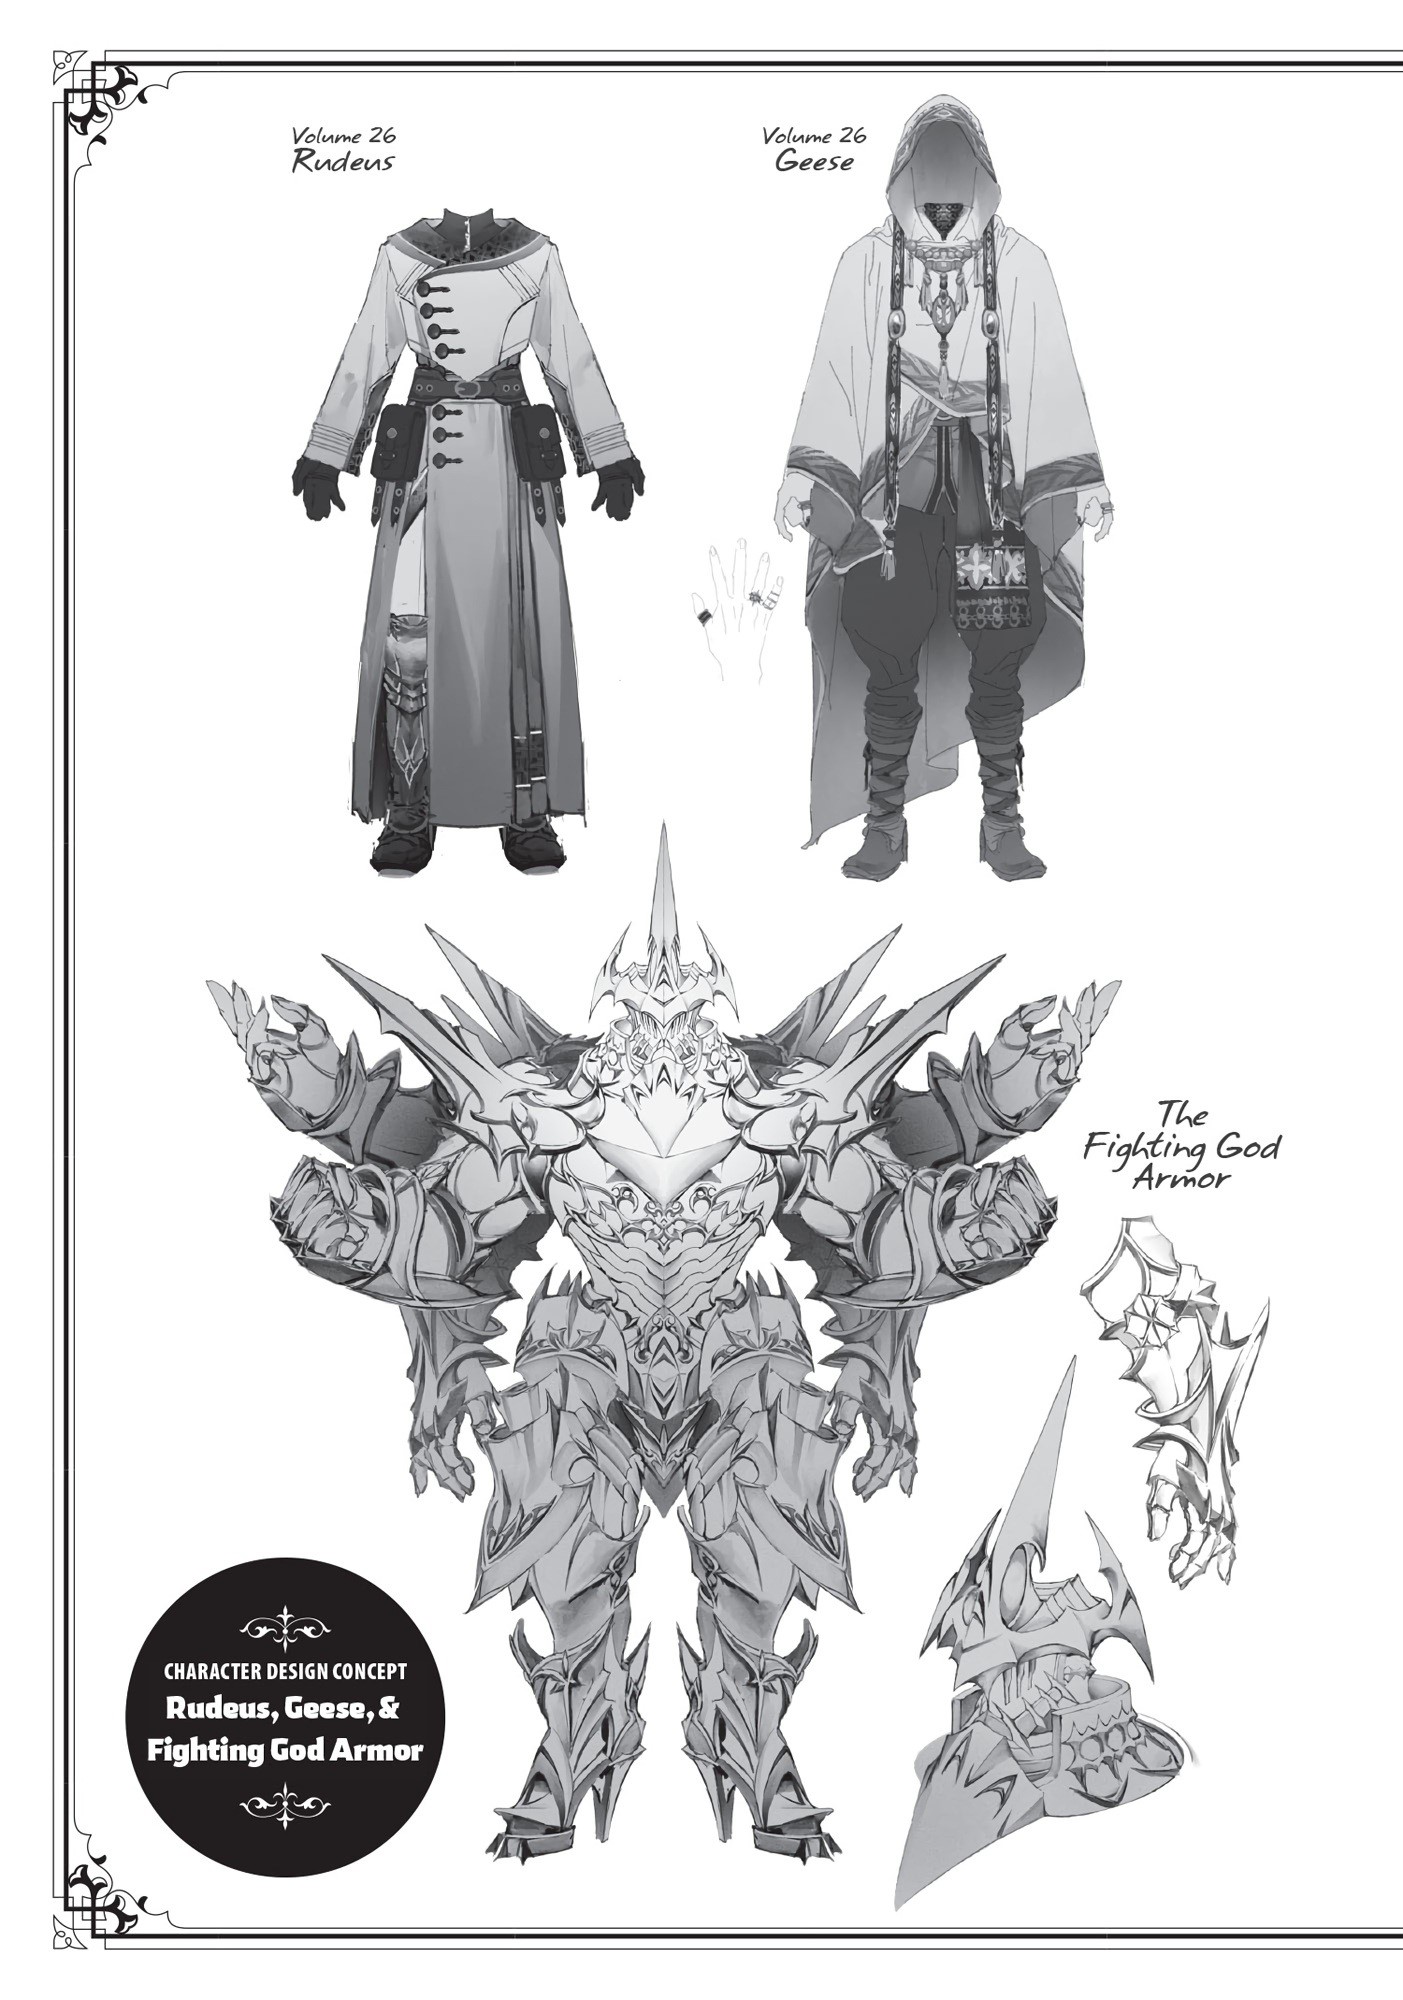 Volume 26
Rudeus
Volume 26
Geese
The
Fighting God
Armor
CHARACTER DESIGN CONCEPT
Rudeus, Geese, &
Fighting God Armor